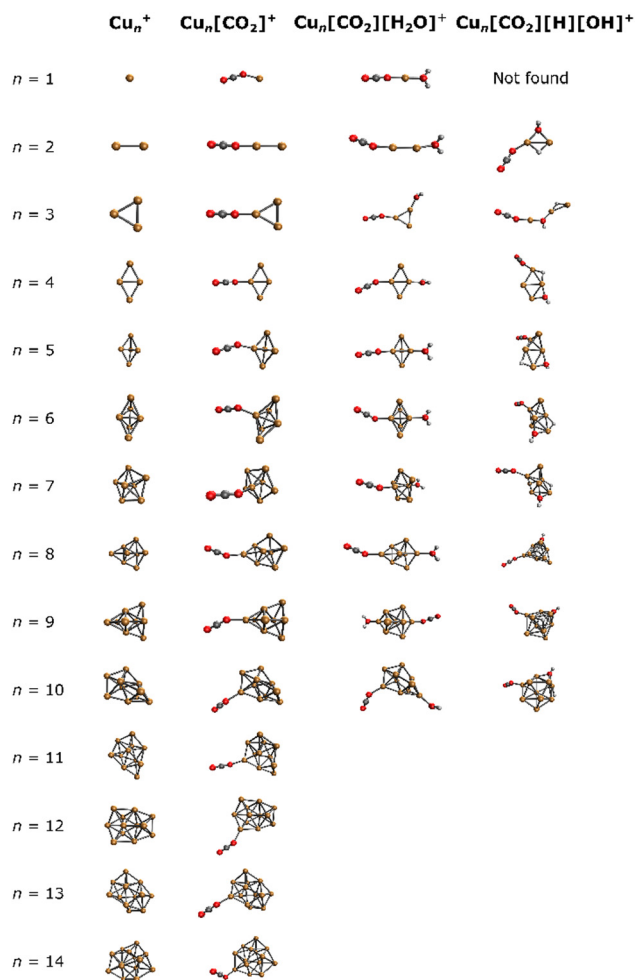 Cuₙ⁺ Cuₙ[CO₂]⁺ Cuₙ[CO₂][H₂O]⁺ Cuₙ[CO₂][H][OH]⁺
n = 1 Not found
n = 2
n = 3
n = 4
n = 5
n = 6
n = 7
n = 8
n = 9
n = 10
n = 11
n = 12
n = 13
n = 14